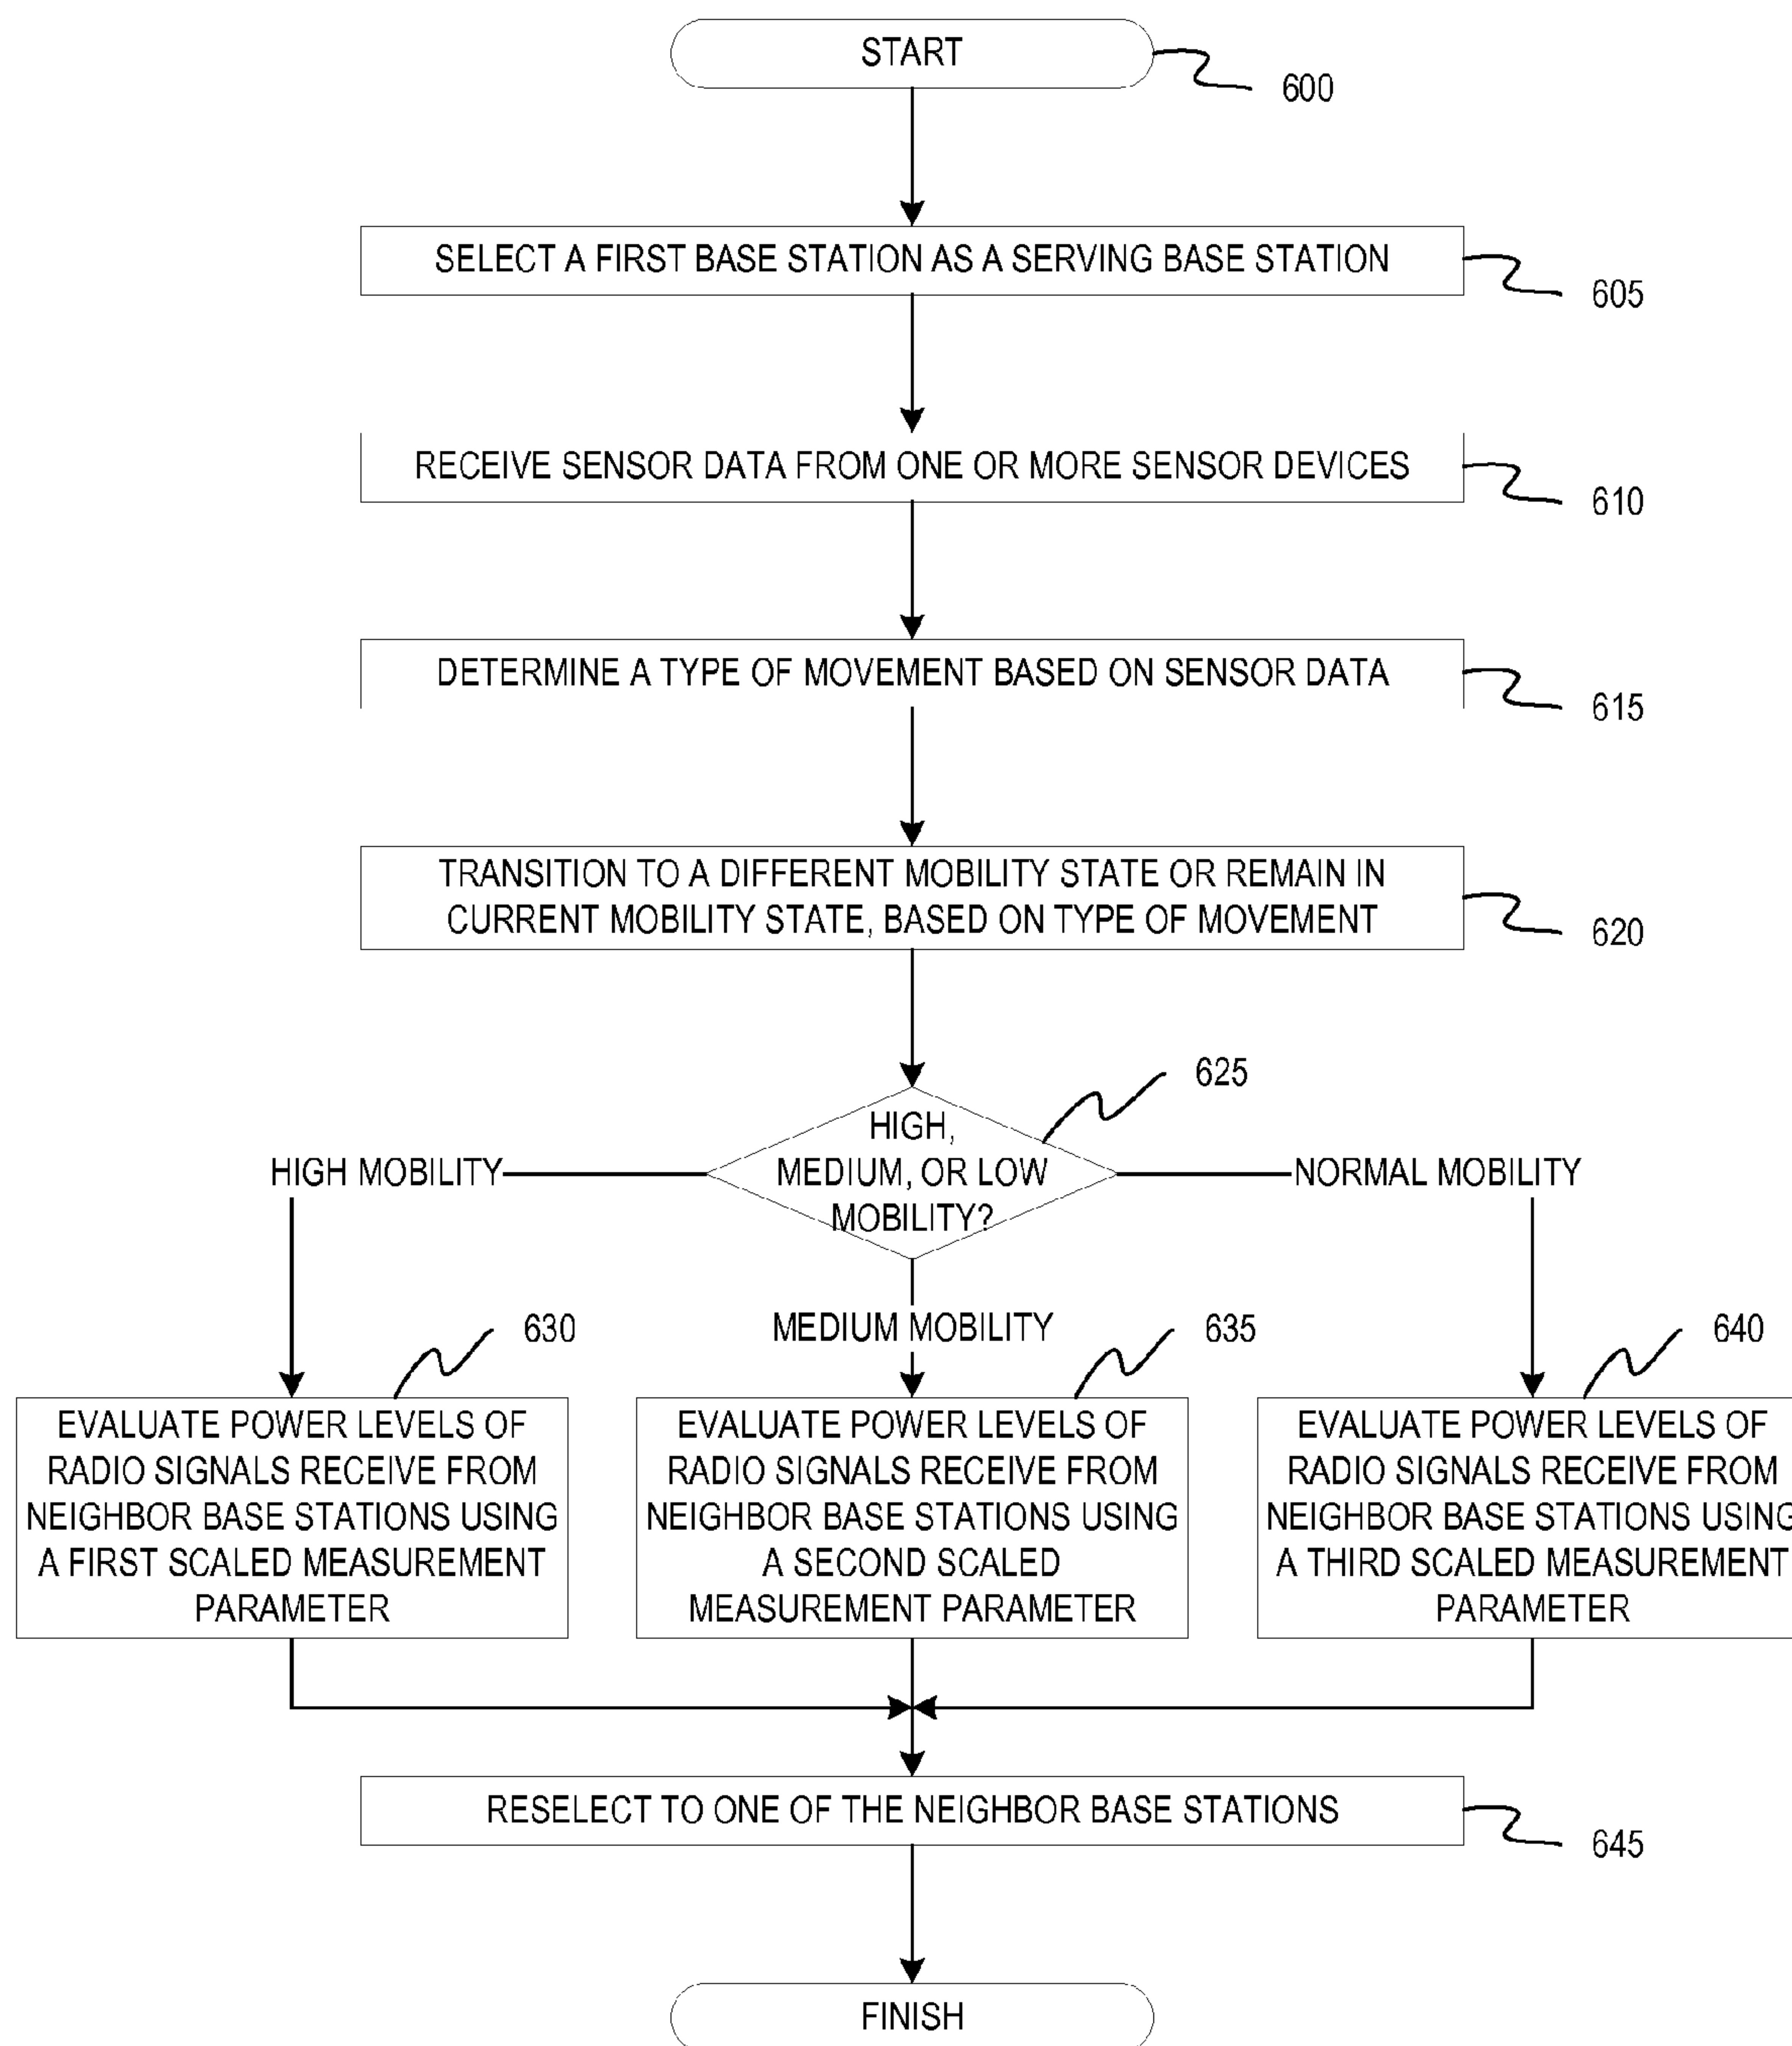 START
600
SELECT A FIRST BASE STATION AS A SERVING BASE STATION
605
RECEIVE SENSOR DATA FROM ONE OR MORE SENSOR DEVICES
610
DETERMINE A TYPE OF MOVEMENT BASED ON SENSOR DATA
615
TRANSITION TO A DIFFERENT MOBILITY STATE OR REMAIN IN
CURRENT MOBILITY STATE, BASED ON TYPE OF MOVEMENT
620
625
HIGH,
MEDIUM, OR LOW
MOBILITY?
HIGH MOBILITY
NORMAL MOBILITY
MEDIUM MOBILITY
630
EVALUATE POWER LEVELS OF
RADIO SIGNALS RECEIVE FROM
NEIGHBOR BASE STATIONS USING
A FIRST SCALED MEASUREMENT
PARAMETER
635
EVALUATE POWER LEVELS OF
RADIO SIGNALS RECEIVE FROM
NEIGHBOR BASE STATIONS USING
A SECOND SCALED
MEASUREMENT PARAMETER
640
EVALUATE POWER LEVELS OF
RADIO SIGNALS RECEIVE FROM
NEIGHBOR BASE STATIONS USING
A THIRD SCALED MEASUREMENT
PARAMETER
RESELECT TO ONE OF THE NEIGHBOR BASE STATIONS
645
FINISH